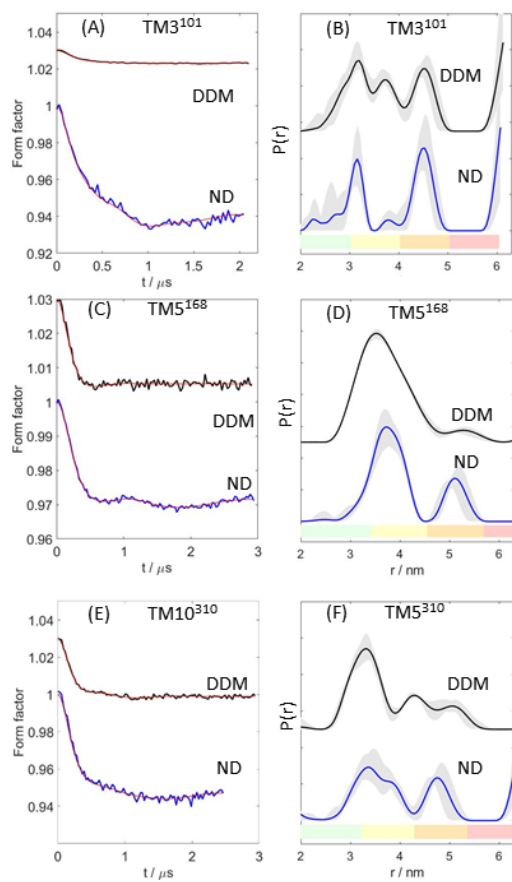 (A) TM3¹⁰¹
1.04
1.02
1
0.98
0.96
0.94
0.92
Form factor
DDM
ND
0 0.5 1 1.5 2
t / μs
(B) TM3¹⁰¹
P(r)
DDM
ND
2 3 4 5 6
(C) TM5¹⁶⁸
1.03
1.02
1.01
1.00
0.99
0.98
0.97
0.96
Form factor
DDM
ND
0 1 2 3
t / μs
(D) TM5¹⁶⁸
P(r)
DDM
ND
2 3 4 5 6
r / nm
(E) TM10³¹⁰
1.04
1.02
1
0.98
0.96
0.94
Form factor
DDM
ND
0 1 2 3
t / μs
(F) TM5³¹⁰
P(r)
DDM
ND
2 3 4 5 6
r / nm